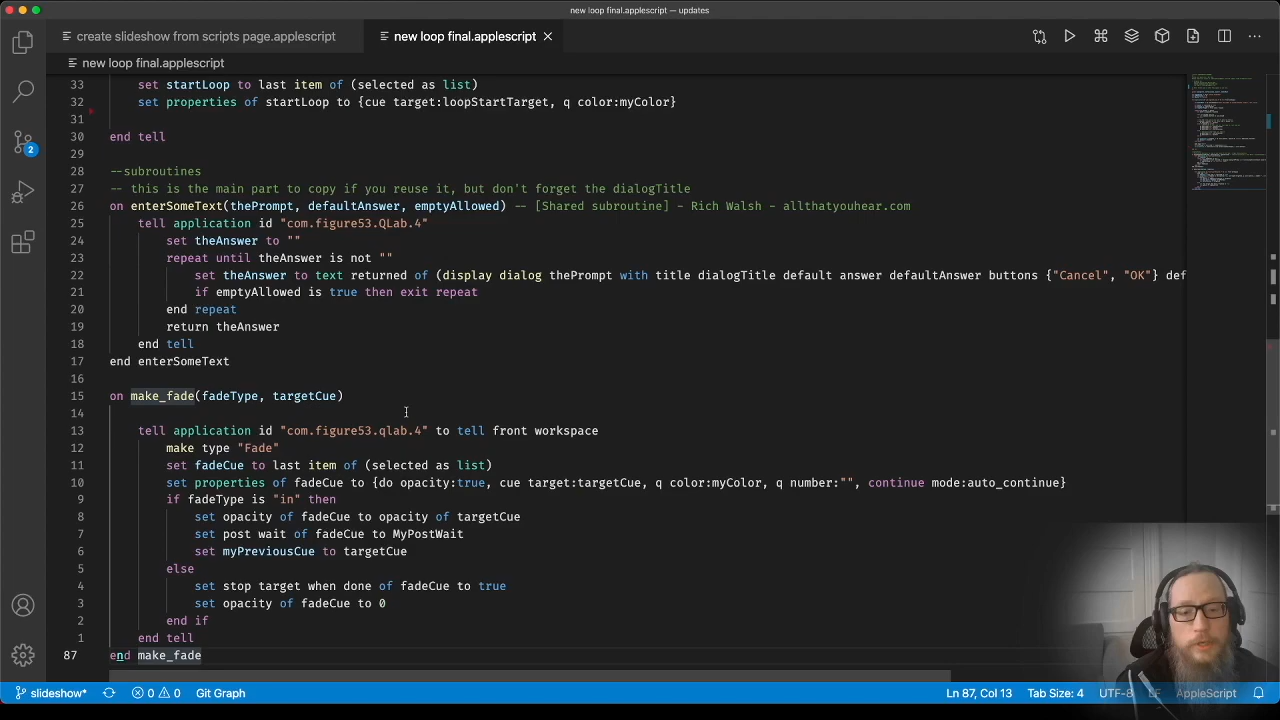 new loop final.applescript — updates
create slideshow from scripts page.applescript
new loop final.applescript
new loop final.applescript
33 set startLoop to last item of (selected as list)
32 set properties of startLoop to {cue target:loopStartTarget, q color:myColor}
31
30 end tell
29
28 --subroutines
27 -- this is the main part to copy if you reuse it, but don't forget the dialogTitle
26 on enterSomeText(thePrompt, defaultAnswer, emptyAllowed) -- [Shared subroutine] - Rich Walsh - allthatyouhear.com
25 tell application id "com.figure53.QLab.4"
24 set theAnswer to ""
23 repeat until theAnswer is not ""
22 set theAnswer to text returned of (display dialog thePrompt with title dialogTitle default answer defaultAnswer buttons {"Cancel", "OK"} def
21 if emptyAllowed is true then exit repeat
20 end repeat
19 return theAnswer
18 end tell
17 end enterSomeText
16
15 on make_fade(fadeType, targetCue)
14
13 tell application id "com.figure53.qlab.4" to tell front workspace
12 make type "Fade"
11 set fadeCue to last item of (selected as list)
10 set properties of fadeCue to {do opacity:true, cue target:targetCue, q color:myColor, q number:"", continue mode:auto_continue}
9 if fadeType is "in" then
8 set opacity of fadeCue to opacity of targetCue
7 set post wait of fadeCue to MyPostWait
6 set myPreviousCue to targetCue
5 else
4 set stop target when done of fadeCue to true
3 set opacity of fadeCue to 0
2 end if
1 end tell
87 end make_fade
2
slideshow* 0 0 Git Graph Ln 87, Col 13 Tab Size: 4 UTF-8 LF AppleScript